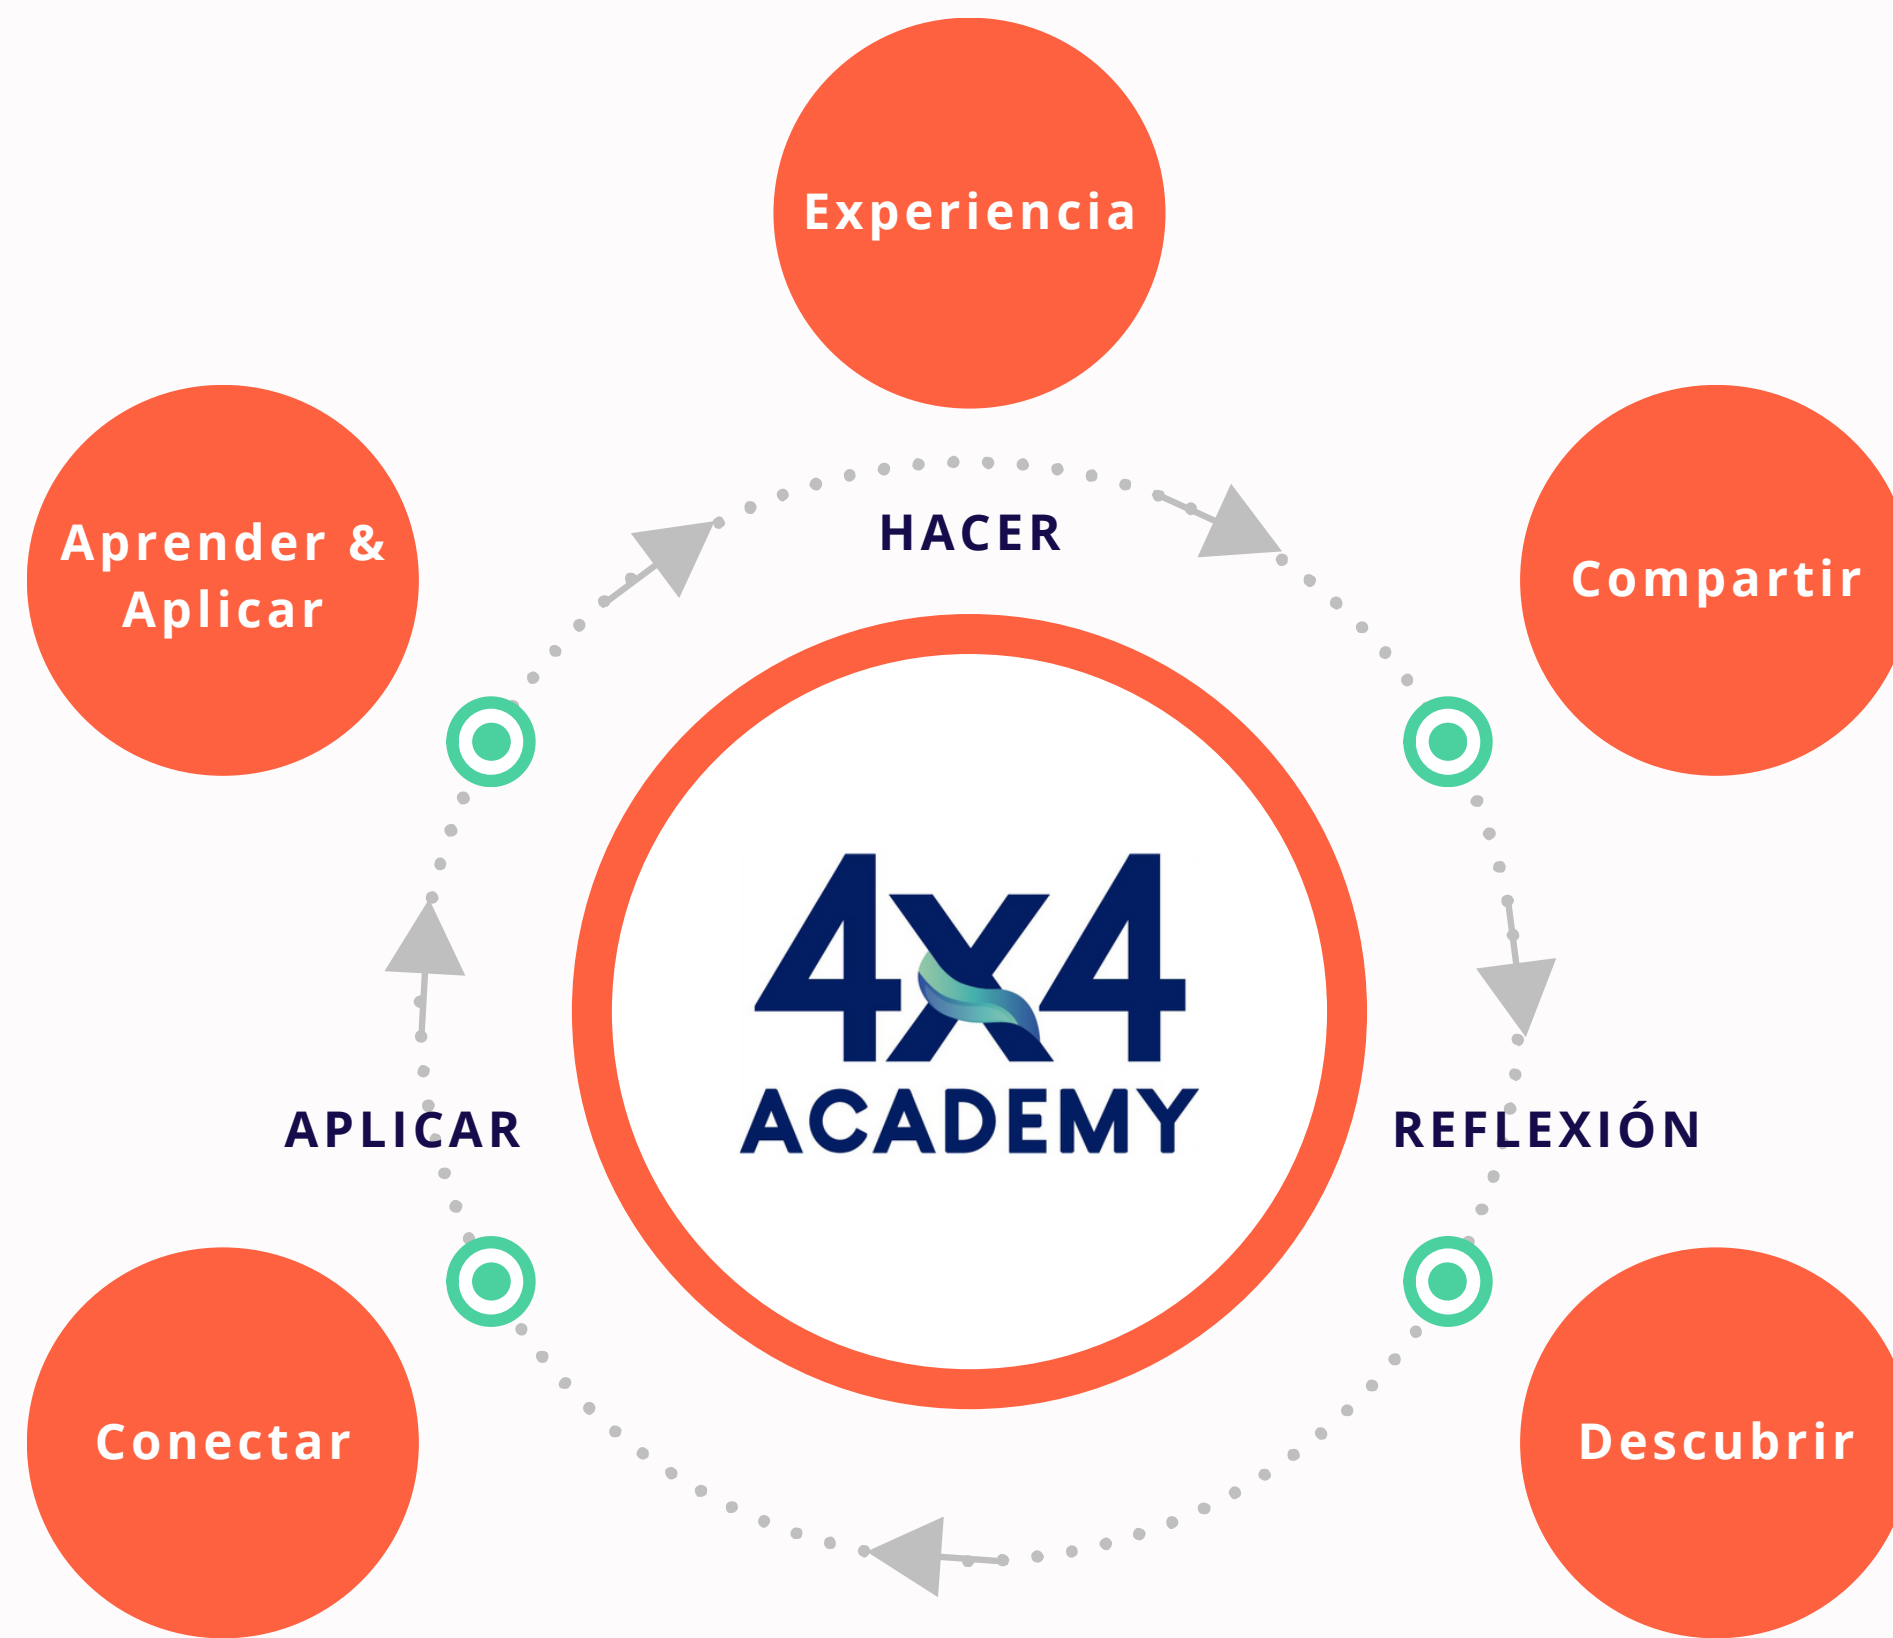 Experiencia
HACER
Aprender &
Aplicar
Compartir
4x4
ACADEMY
APLICAR
REFLEXIÓN
Conectar
Descubrir